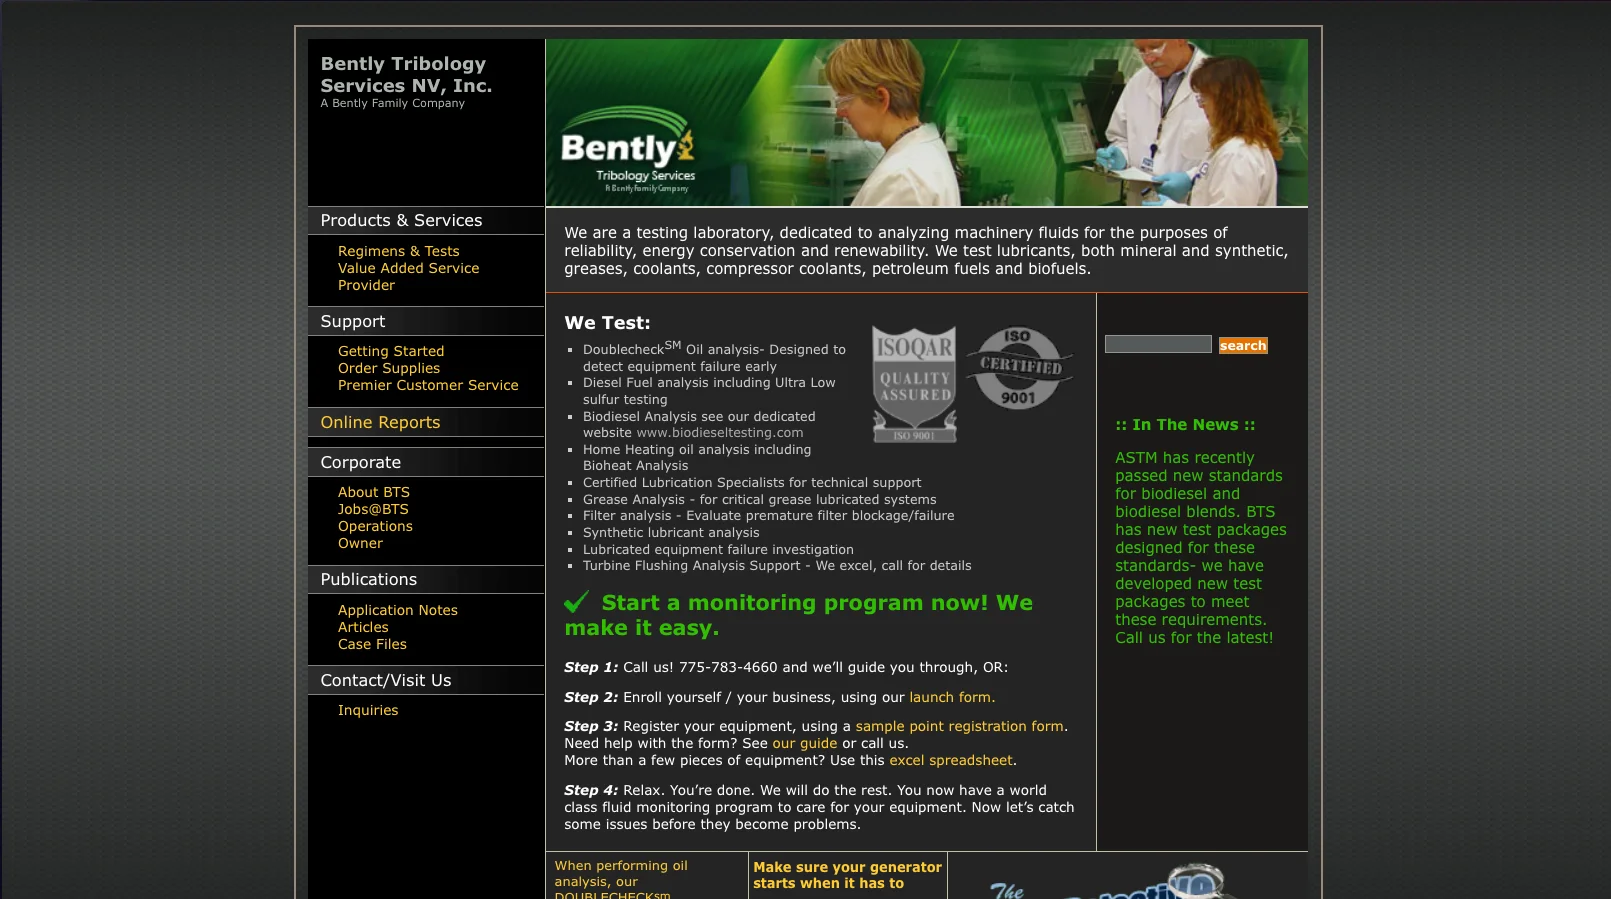 Bently Tribology
Services NV, Inc.
A Bently Family Company
Bently
Tribology Services
A Bently Family Company
Products & Services
Regimens & Tests
Value Added Service
Provider
Support
Getting Started
Order Supplies
Premier Customer Service
Online Reports
Corporate
About BTS
Jobs@BTS
Operations
Owner
Publications
Application Notes
Articles
Case Files
Contact/Visit Us
Inquiries
We are a testing laboratory, dedicated to analyzing machinery fluids for the purposes of
reliability, energy conservation and renewability. We test lubricants, both mineral and synthetic,
greases, coolants, compressor coolants, petroleum fuels and biofuels.
We Test:
Doublecheck℠ Oil analysis- Designed to
detect equipment failure early
Diesel Fuel analysis including Ultra Low
sulfur testing
Biodiesel Analysis see our dedicated
website www.biodieseltesting.com
Home Heating oil analysis including
Bioheat Analysis
Certified Lubrication Specialists for technical support
Grease Analysis - for critical grease lubricated systems
Filter analysis - Evaluate premature filter blockage/failure
Synthetic lubricant analysis
Lubricated equipment failure investigation
Turbine Flushing Analysis Support - We excel, call for details
ISOQAR
QUALITY
ASSURED
ISO 9001
ISO
CERTIFIED
9001
Start a monitoring program now! We
make it easy.
Step 1: Call us! 775-783-4660 and we’ll guide you through, OR:
Step 2: Enroll yourself / your business, using our launch form.
Step 3: Register your equipment, using a sample point registration form.
Need help with the form? See our guide or call us.
More than a few pieces of equipment? Use this excel spreadsheet.
Step 4: Relax. You’re done. We will do the rest. You now have a world
class fluid monitoring program to care for your equipment. Now let’s catch
some issues before they become problems.
search
:: In The News ::
ASTM has recently
passed new standards
for biodiesel and
biodiesel blends. BTS
has new test packages
designed for these
standards- we have
developed new test
packages to meet
these requirements.
Call us for the latest!
When performing oil
analysis, our
DOUBLECHECK℠
Make sure your generator
starts when it has to
The